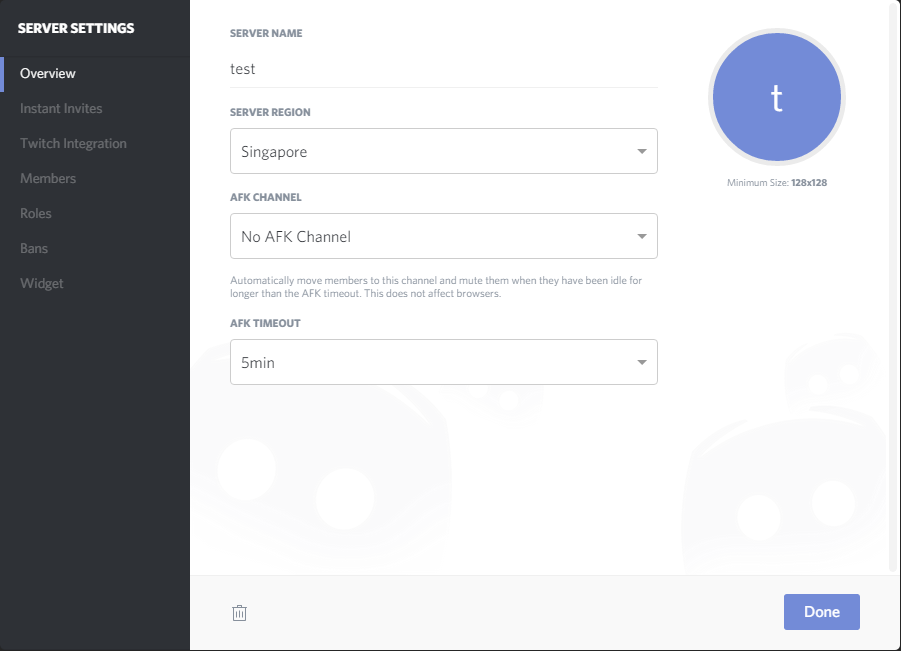 SERVER SETTINGS
Overview
Instant Invites
Twitch Integration
Members
Roles
Bans
Widget
SERVER NAME
test
SERVER REGION
Singapore
AFK CHANNEL
No AFK Channel
Automatically move members to this channel and mute them when they have been idle for
longer than the AFK timeout. This does not affect browsers.
AFK TIMEOUT
5min
t
Minimum Size: 128x128
Done